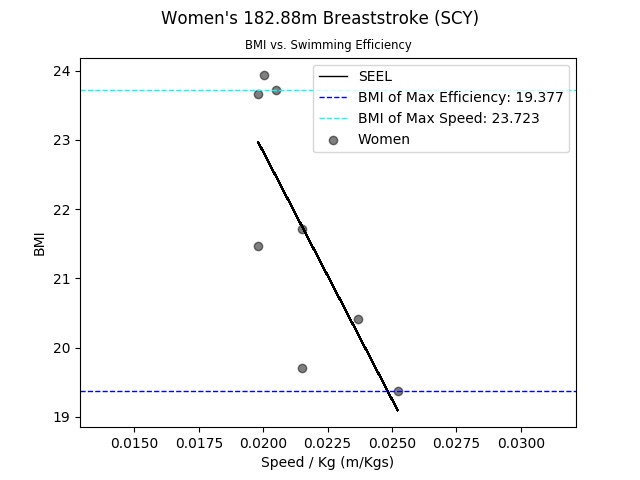 Women's 182.88m Breaststroke (SCY)
BMI vs. Swimming Efficiency
SEEL
BMI of Max Efficiency: 19.377
BMI of Max Speed: 23.723
Women
BMI
24
23
22
21
20
19
0.0150 0.0175 0.0200 0.0225 0.0250 0.0275 0.0300
Speed / Kg (m/Kgs)